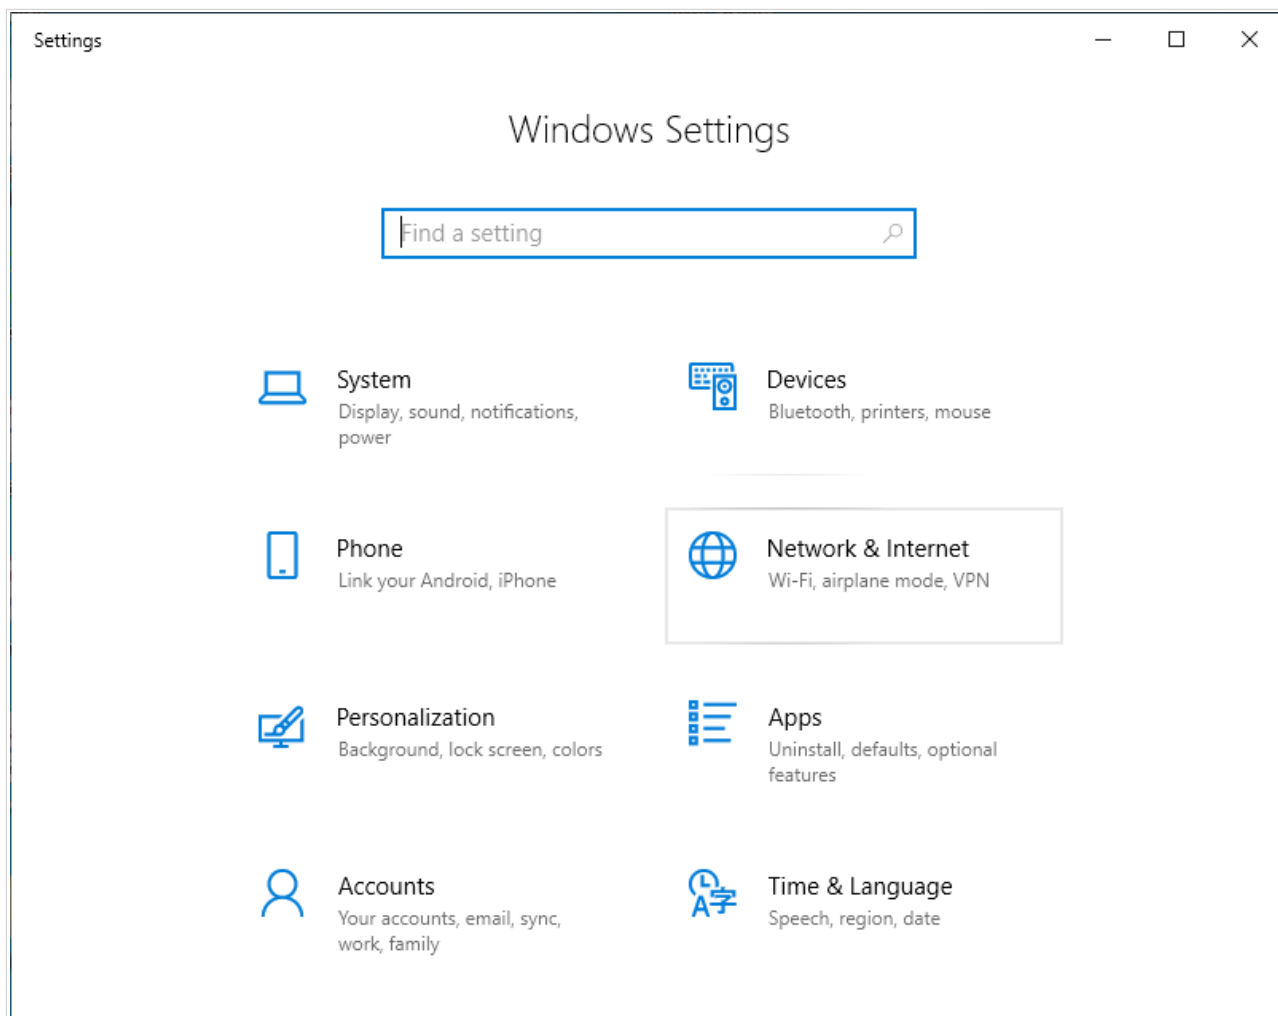 Settings
Windows Settings
Find a setting
System
Display, sound, notifications,
power
Devices
Bluetooth, printers, mouse
Phone
Link your Android, iPhone
Network & Internet
Wi-Fi, airplane mode, VPN
Personalization
Background, lock screen, colors
Apps
Uninstall, defaults, optional
features
Accounts
Your accounts, email, sync,
work, family
Time & Language
Speech, region, date